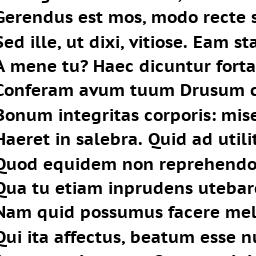 Gerendus est mos, modo recte s
Sed ille, ut dixi, vitiose. Eam sta
A mene tu? Haec dicuntur forta
Conferam avum tuum Drusum c
Bonum integritas corporis: mise
Haeret in salebra. Quid ad utilit
Quod equidem non reprehendo
Qua tu etiam inprudens utebar
Nam quid possumus facere mel
Qui ita affectus, beatum esse nu